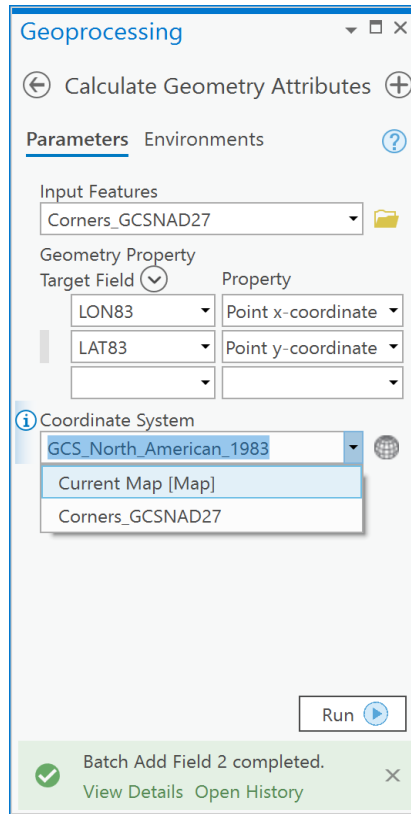 Geoprocessing
Calculate Geometry Attributes
Parameters Environments
Input Features
Corners_GCSNAD27
Geometry Property
Target Field Property
LON83 Point x-coordinate
LAT83 Point y-coordinate
Coordinate System
GCS_North_American_1983
Current Map [Map]
Corners_GCSNAD27
Run
Batch Add Field 2 completed.
View Details Open History